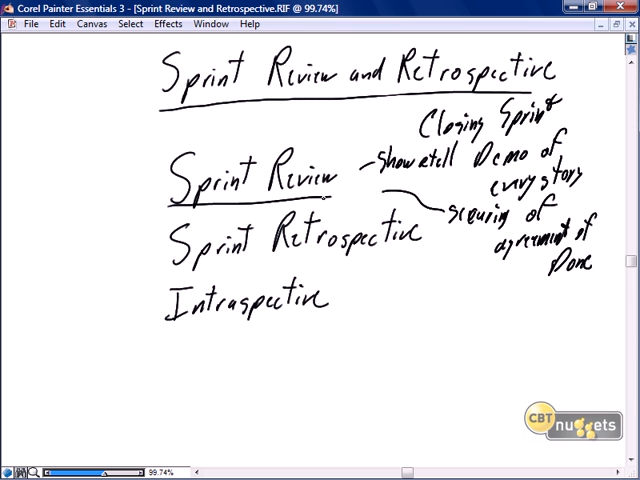 Corel Painter Essentials 3 - [Sprint Review and Retrospective.RIF @ 99.74%]
File Edit Canvas Effects Movie Window Help
Sprint Review and Retrospective
Closing Sprint
Sprint Review - show & tell Demo of every story
securing of agreement of Done
Sprint Retrospective
Intraspective
CBT nuggets
99.74%